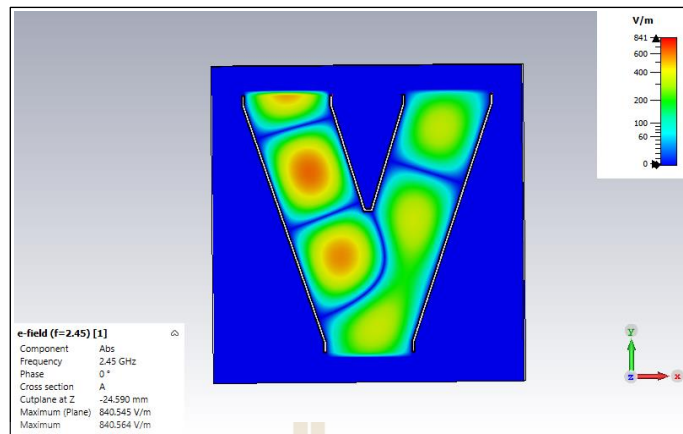 V/m
841
600
400
200
100
60
0
e-field (f=2.45) [1]
Component Abs
Frequency 2.45 GHz
Phase 0 °
Cross section A
Cutplane at Z -24.590 mm
Maximum (Plane) 840.545 V/m
Maximum 840.564 V/m
y
z x